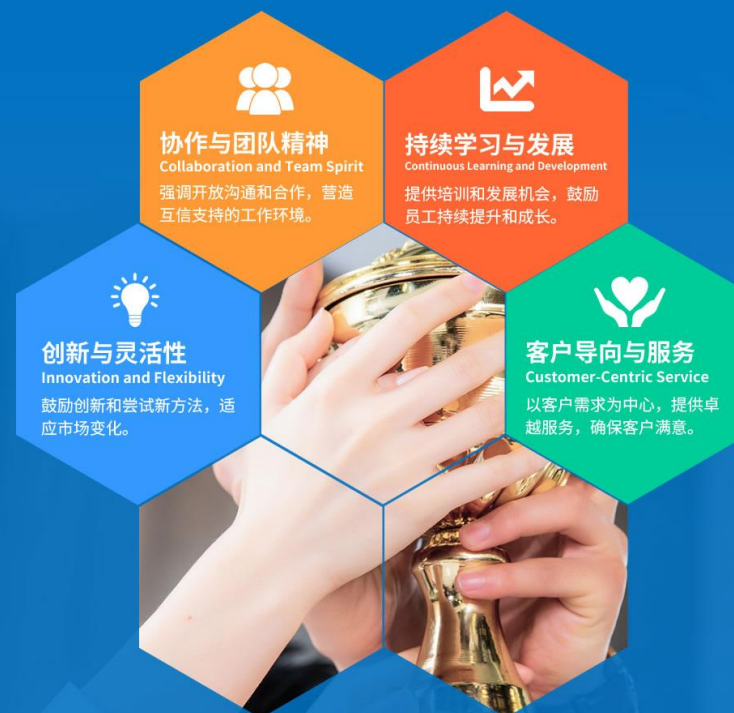 协作与团队精神
Collaboration and Team Spirit
强调开放沟通和合作，营造
互信支持的工作环境。
持续学习与发展
Continuous Learning and Development
提供培训和发展机会，鼓励
员工持续提升和成长。
创新与灵活性
Innovation and Flexibility
鼓励创新和尝试新方法，适
应市场变化。
客户导向与服务
Customer-Centric Service
以客户需求为中心，提供卓
越服务，确保客户满意。